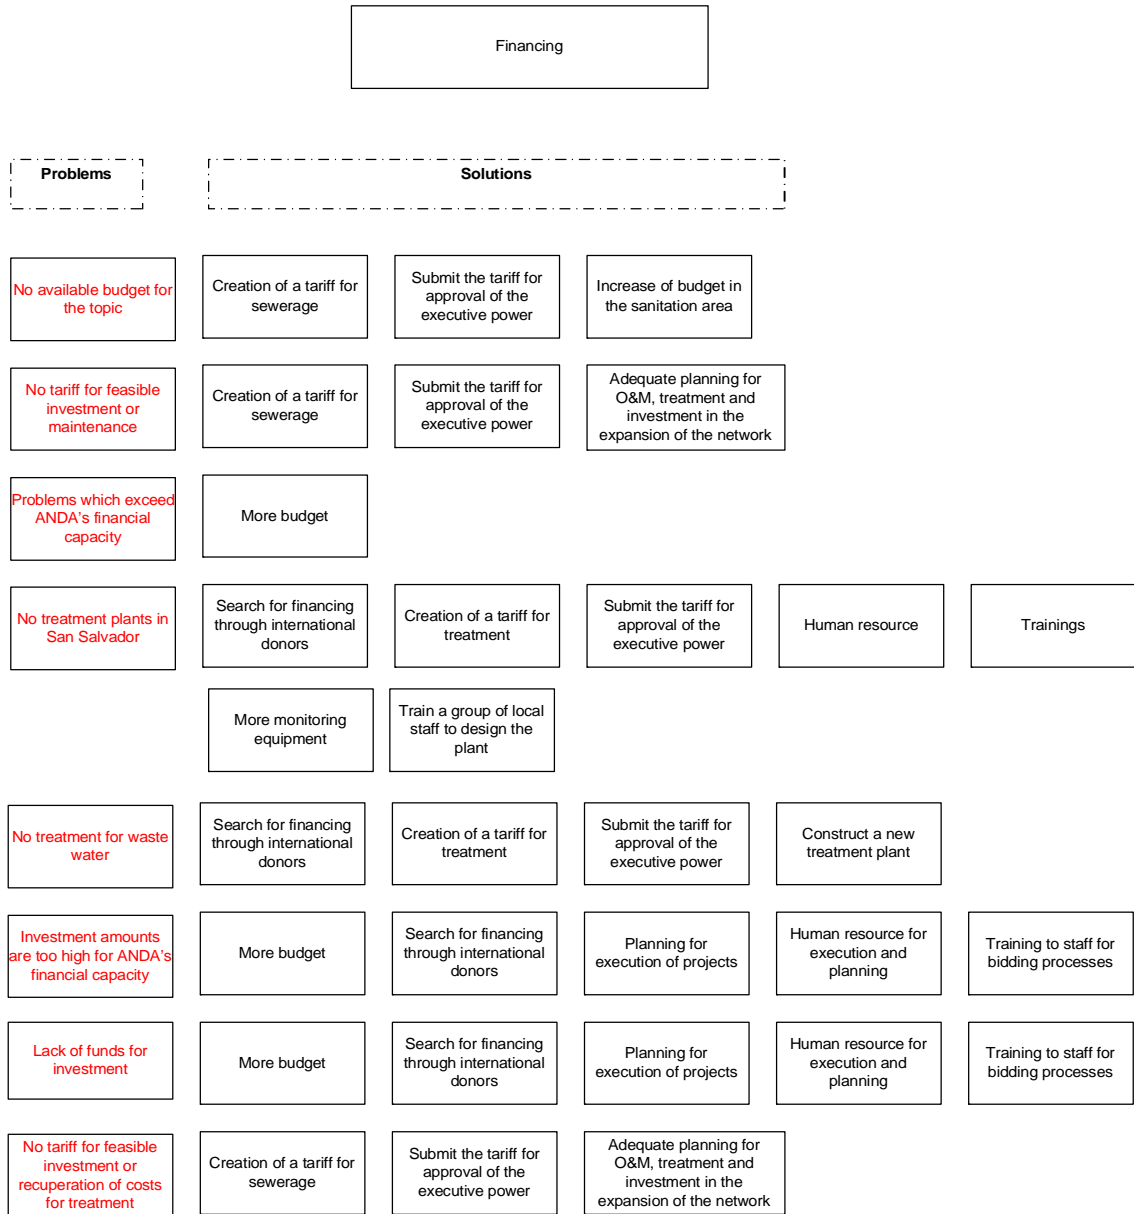 Financing
Problems
Solutions
No available budget for
the topic
Creation of a tariff for
sewerage
Submit the tariff for
approval of the
executive power
Increase of budget in
the sanitation area
No tariff for feasible
investment or
maintenance
Creation of a tariff for
sewerage
Submit the tariff for
approval of the
executive power
Adequate planning for
O&M, treatment and
investment in the
expansion of the network
Problems which exceed
ANDA's financial
capacity
More budget
No treatment plants in
San Salvador
Search for financing
through international
donors
Creation of a tariff for
treatment
Submit the tariff for
approval of the
executive power
Human resource
Trainings
More monitoring
equipment
Train a group of local
staff to design the
plant
No treatment for waste
water
Search for financing
through international
donors
Creation of a tariff for
treatment
Submit the tariff for
approval of the
executive power
Construct a new
treatment plant
Investment amounts
are too high for ANDA's
financial capacity
More budget
Search for financing
through international
donors
Planning for
execution of projects
Human resource for
execution and
planning
Training to staff for
bidding processes
Lack of funds for
investment
More budget
Search for financing
through international
donors
Planning for
execution of projects
Human resource for
execution and
planning
Training to staff for
bidding processes
No tariff for feasible
investment or
recuperation of costs
for treatment
Creation of a tariff for
sewerage
Submit the tariff for
approval of the
executive power
Adequate planning for
O&M, treatment and
investment in the
expansion of the network